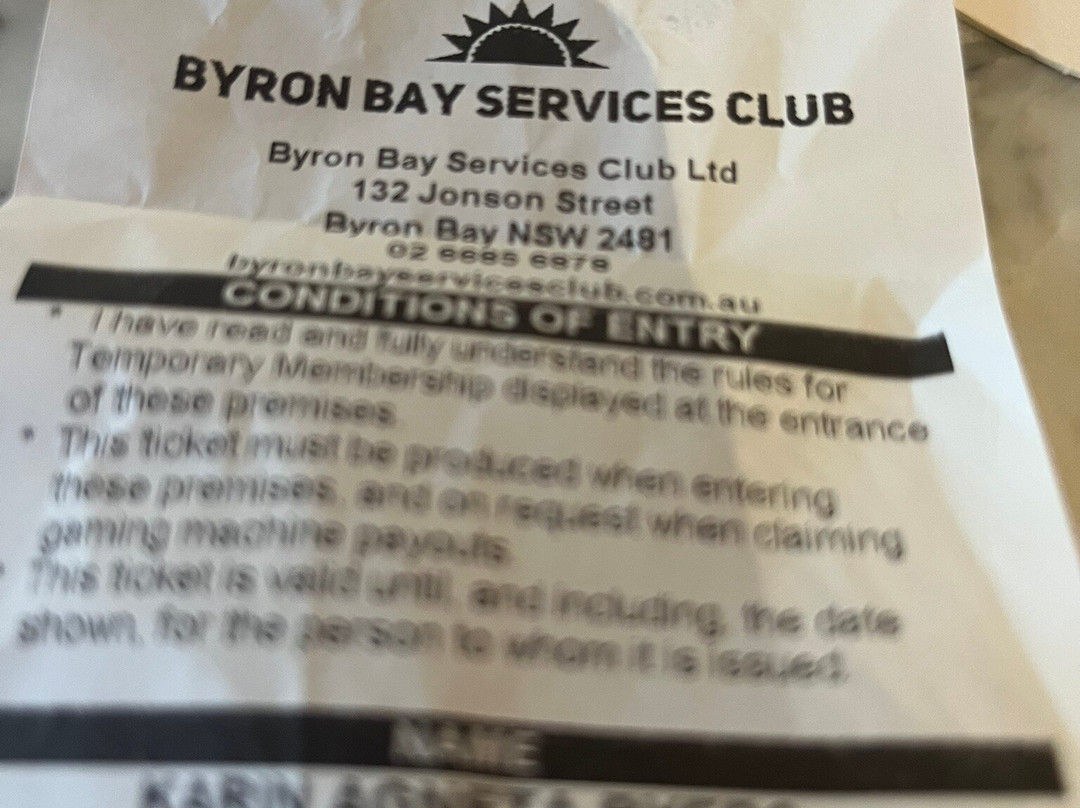 BYRON BAY SERVICES CLUB
Byron Bay Services Club Ltd
132 Jonson Street
Byron Bay NSW 2481
02 6685 6878
byronbayservicesclub.com.au
CONDITIONS OF ENTRY
* I have read and fully understand the rules for
Temporary Membership displayed at the entrance
of these premises.
* This ticket must be produced when entering
these premises, and on request when claiming
gaming machine payouts.
* This ticket is valid until, and including, the date
shown, for the person to whom it is issued.
NAME
KARIN AGNETA